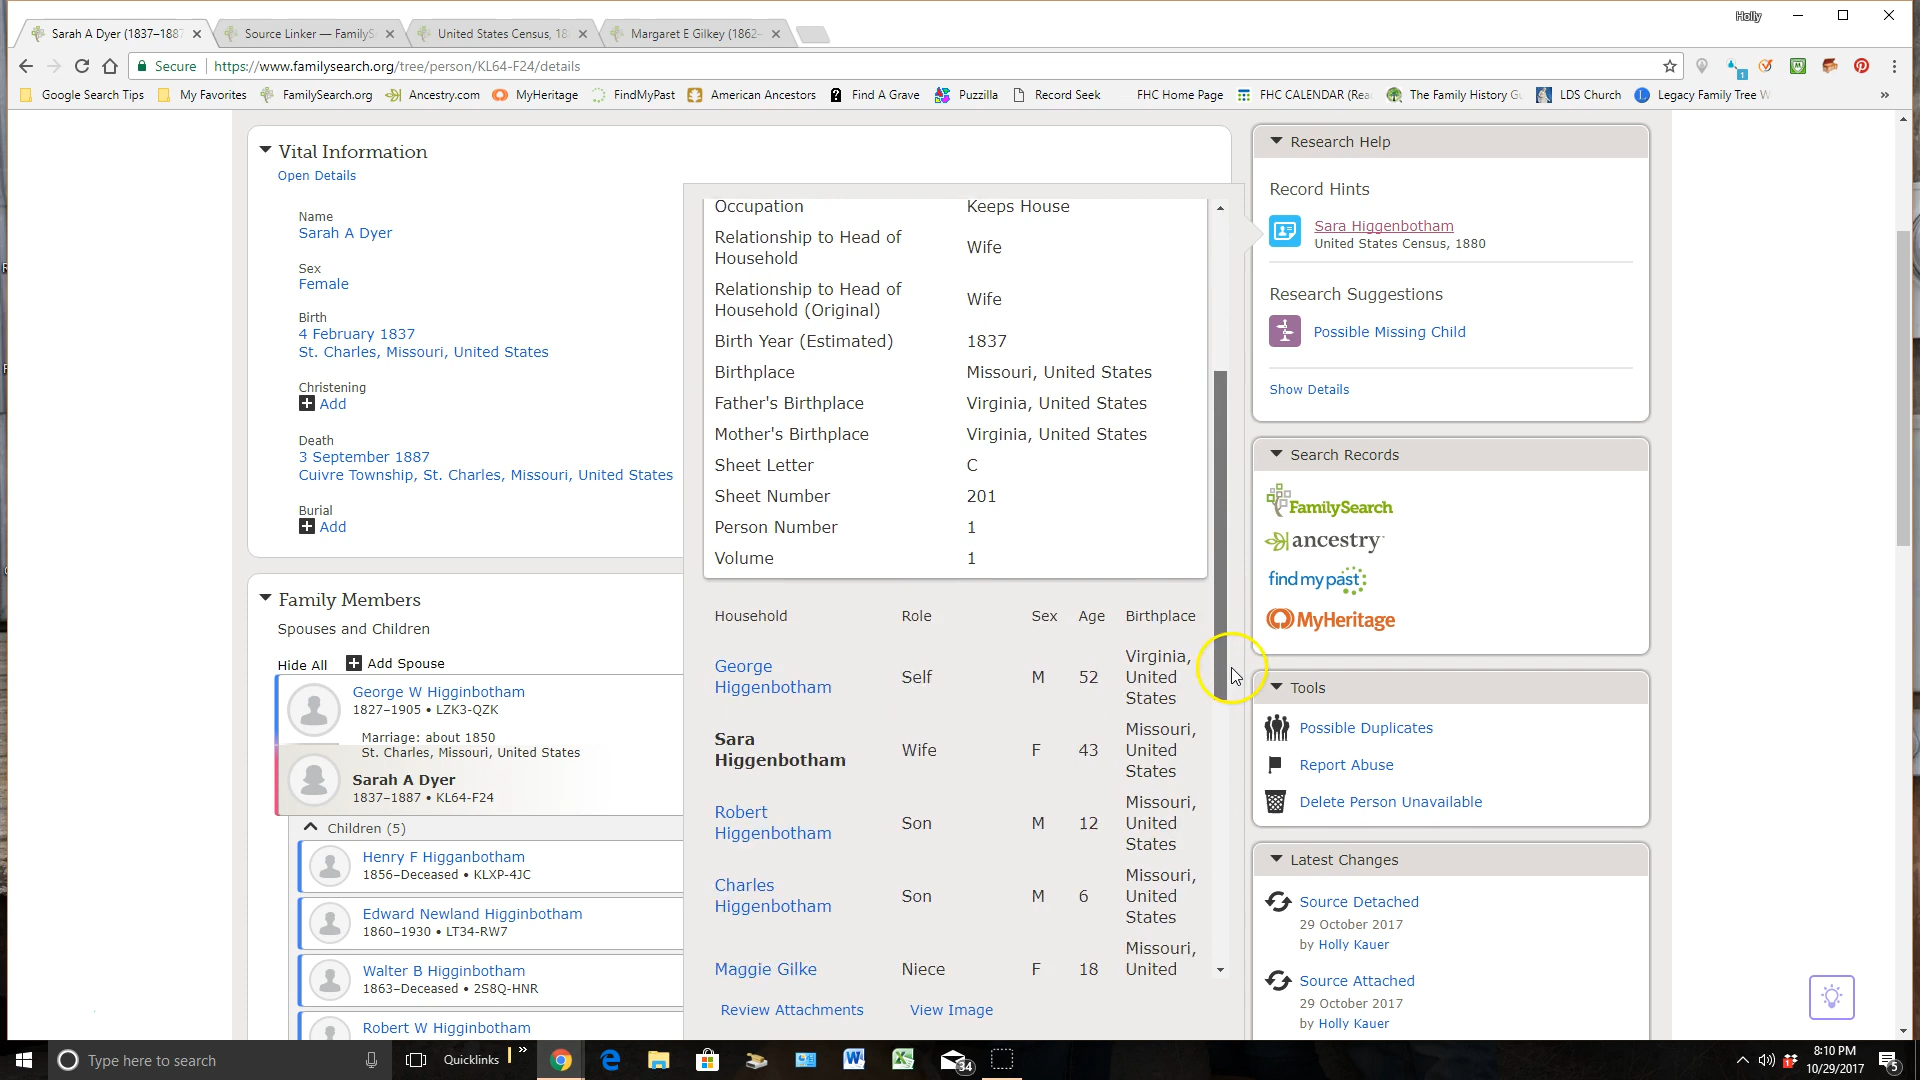 Holly
Sarah A Dyer (1837–1887
Source Linker — FamilyS
United States Census, 18
Margaret E Gilkey (1862–
Secure
https://www.familysearch.org/tree/person/KL64-F24/details
1
Google Search Tips
My Favorites
FamilySearch.org
Ancestry.com
MyHeritage
FindMyPast
American Ancestors
Find A Grave
Puzzilla
Record Seek
FHC Home Page
FHC CALENDAR (Rea
The Family History Gu
LDS Church
Legacy Family Tree W
»
Vital Information
Open Details
Name
Sarah A Dyer
Sex
Female
Birth
4 February 1837
St. Charles, Missouri, United States
Christening
Add
Death
3 September 1887
Cuivre Township, St. Charles, Missouri, United States
Burial
Add
Family Members
Spouses and Children
Hide All
Add Spouse
George W Higginbotham
1827–1905 • LZK3-QZK
Marriage: about 1850
St. Charles, Missouri, United States
Sarah A Dyer
1837–1887 • KL64-F24
Children (5)
Henry F Higganbotham
1856–Deceased • KLXP-4JC
Edward Newland Higginbotham
1860–1930 • LT34-RW7
Walter B Higginbotham
1863–Deceased • 2S8Q-HNR
Robert W Higginbotham
Occupation Keeps House
Relationship to Head of
Household
Wife
Relationship to Head of
Household (Original)
Wife
Birth Year (Estimated) 1837
Birthplace Missouri, United States
Father's Birthplace Virginia, United States
Mother's Birthplace Virginia, United States
Sheet Letter C
Sheet Number 201
Person Number 1
Volume 1
Household Role Sex Age Birthplace
George
Higgenbotham
Self M 52
Virginia,
United
States
Sara
Higgenbotham
Wife F 43
Missouri,
United
States
Robert
Higgenbotham
Son M 12
Missouri,
United
States
Charles
Higgenbotham
Son M 6
Missouri,
United
States
Maggie Gilke Niece F 18
Missouri,
United
Review Attachments View Image
Research Help
Record Hints
Sara Higgenbotham
United States Census, 1880
Research Suggestions
Possible Missing Child
Show Details
Search Records
FamilySearch
ancestry
findmypast
MyHeritage
Tools
Possible Duplicates
Report Abuse
Delete Person Unavailable
Latest Changes
Source Detached
29 October 2017
by Holly Kauer
Source Attached
29 October 2017
by Holly Kauer
Type here to search
Quicklinks
»
34
8:10 PM
10/29/2017
5